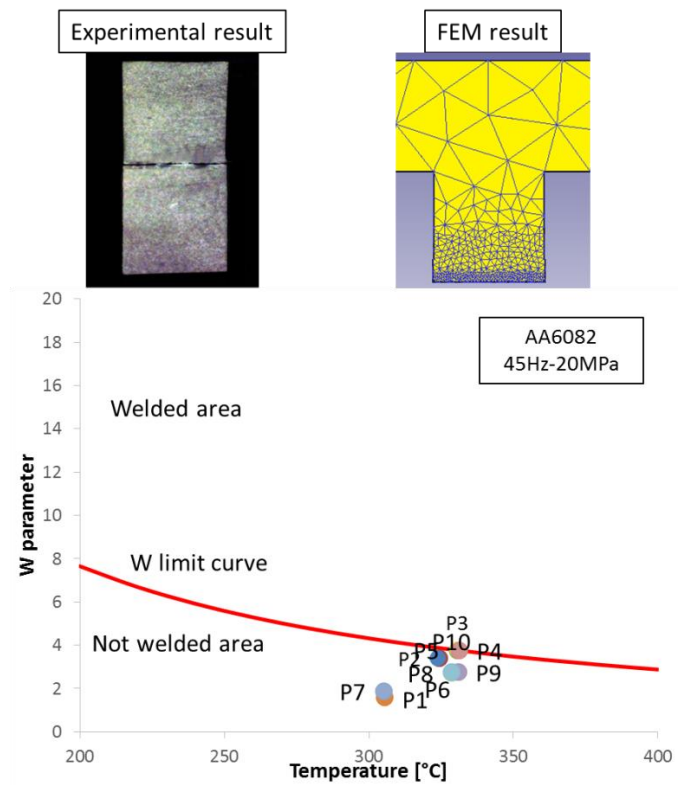 Experimental result
FEM result
20
18
16
14
12
10
8
6
4
2
0
W parameter
AA6082
45Hz-20MPa
Welded area
W limit curve
Not welded area
P3
P10
P5
P4
P2
P8
P9
P6
P7
P1
200
250
300
350
400
Temperature [°C]